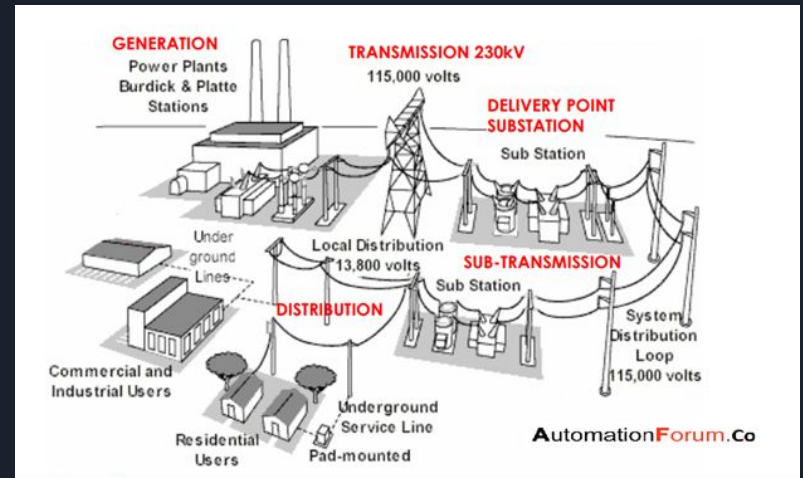 GENERATION
Power Plants
Burdick & Platte
Stations
TRANSMISSION 230kV
115,000 volts
DELIVERY POINT
SUBSTATION
Sub Station
Under
ground
Lines
Local Distribution
13,800 volts
SUB-TRANSMISSION
Sub Station
DISTRIBUTION
System
Distribution
Loop
115,000 volts
Commercial and
Industrial Users
Residential
Users
Underground
Service Line
Pad-mounted
AutomationForum.Co